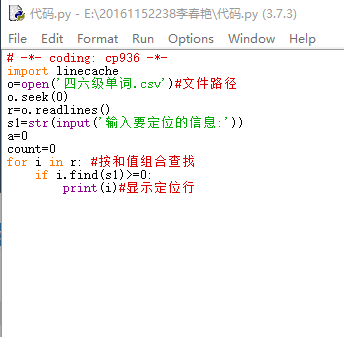 代码.py - E:\20161152238李春艳\代码.py (3.7.3)
File Edit Format Run Options Window Help
# -*- coding: cp936 -*-
import linecache
o=open('四六级单词.csv')#文件路径
o.seek(0)
r=o.readlines()
s1=str(input('输入要定位的信息:'))
a=0
count=0
for i in r: #按和值组合查找
    if i.find(s1)>=0:
        print(i)#显示定位行